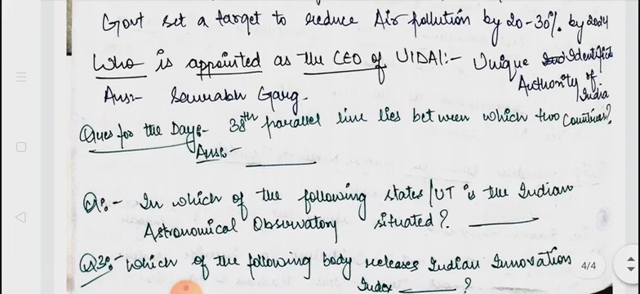 Govt set a target to reduce Air pollution by 20-30% by 2024
Who is appointed as the CEO of UIDAI:- Unique Identification
Authority of
India
Ans:- Sourabh Garg.
Ques for the Day:- 38th parallel line lies between which two Countries?
Ans:-
Q:- In which of the following states/UT is the Indian
Astronomical Observatory situated?
Q3:- which of the following body releases Indian Innovation
Index ?
4/4